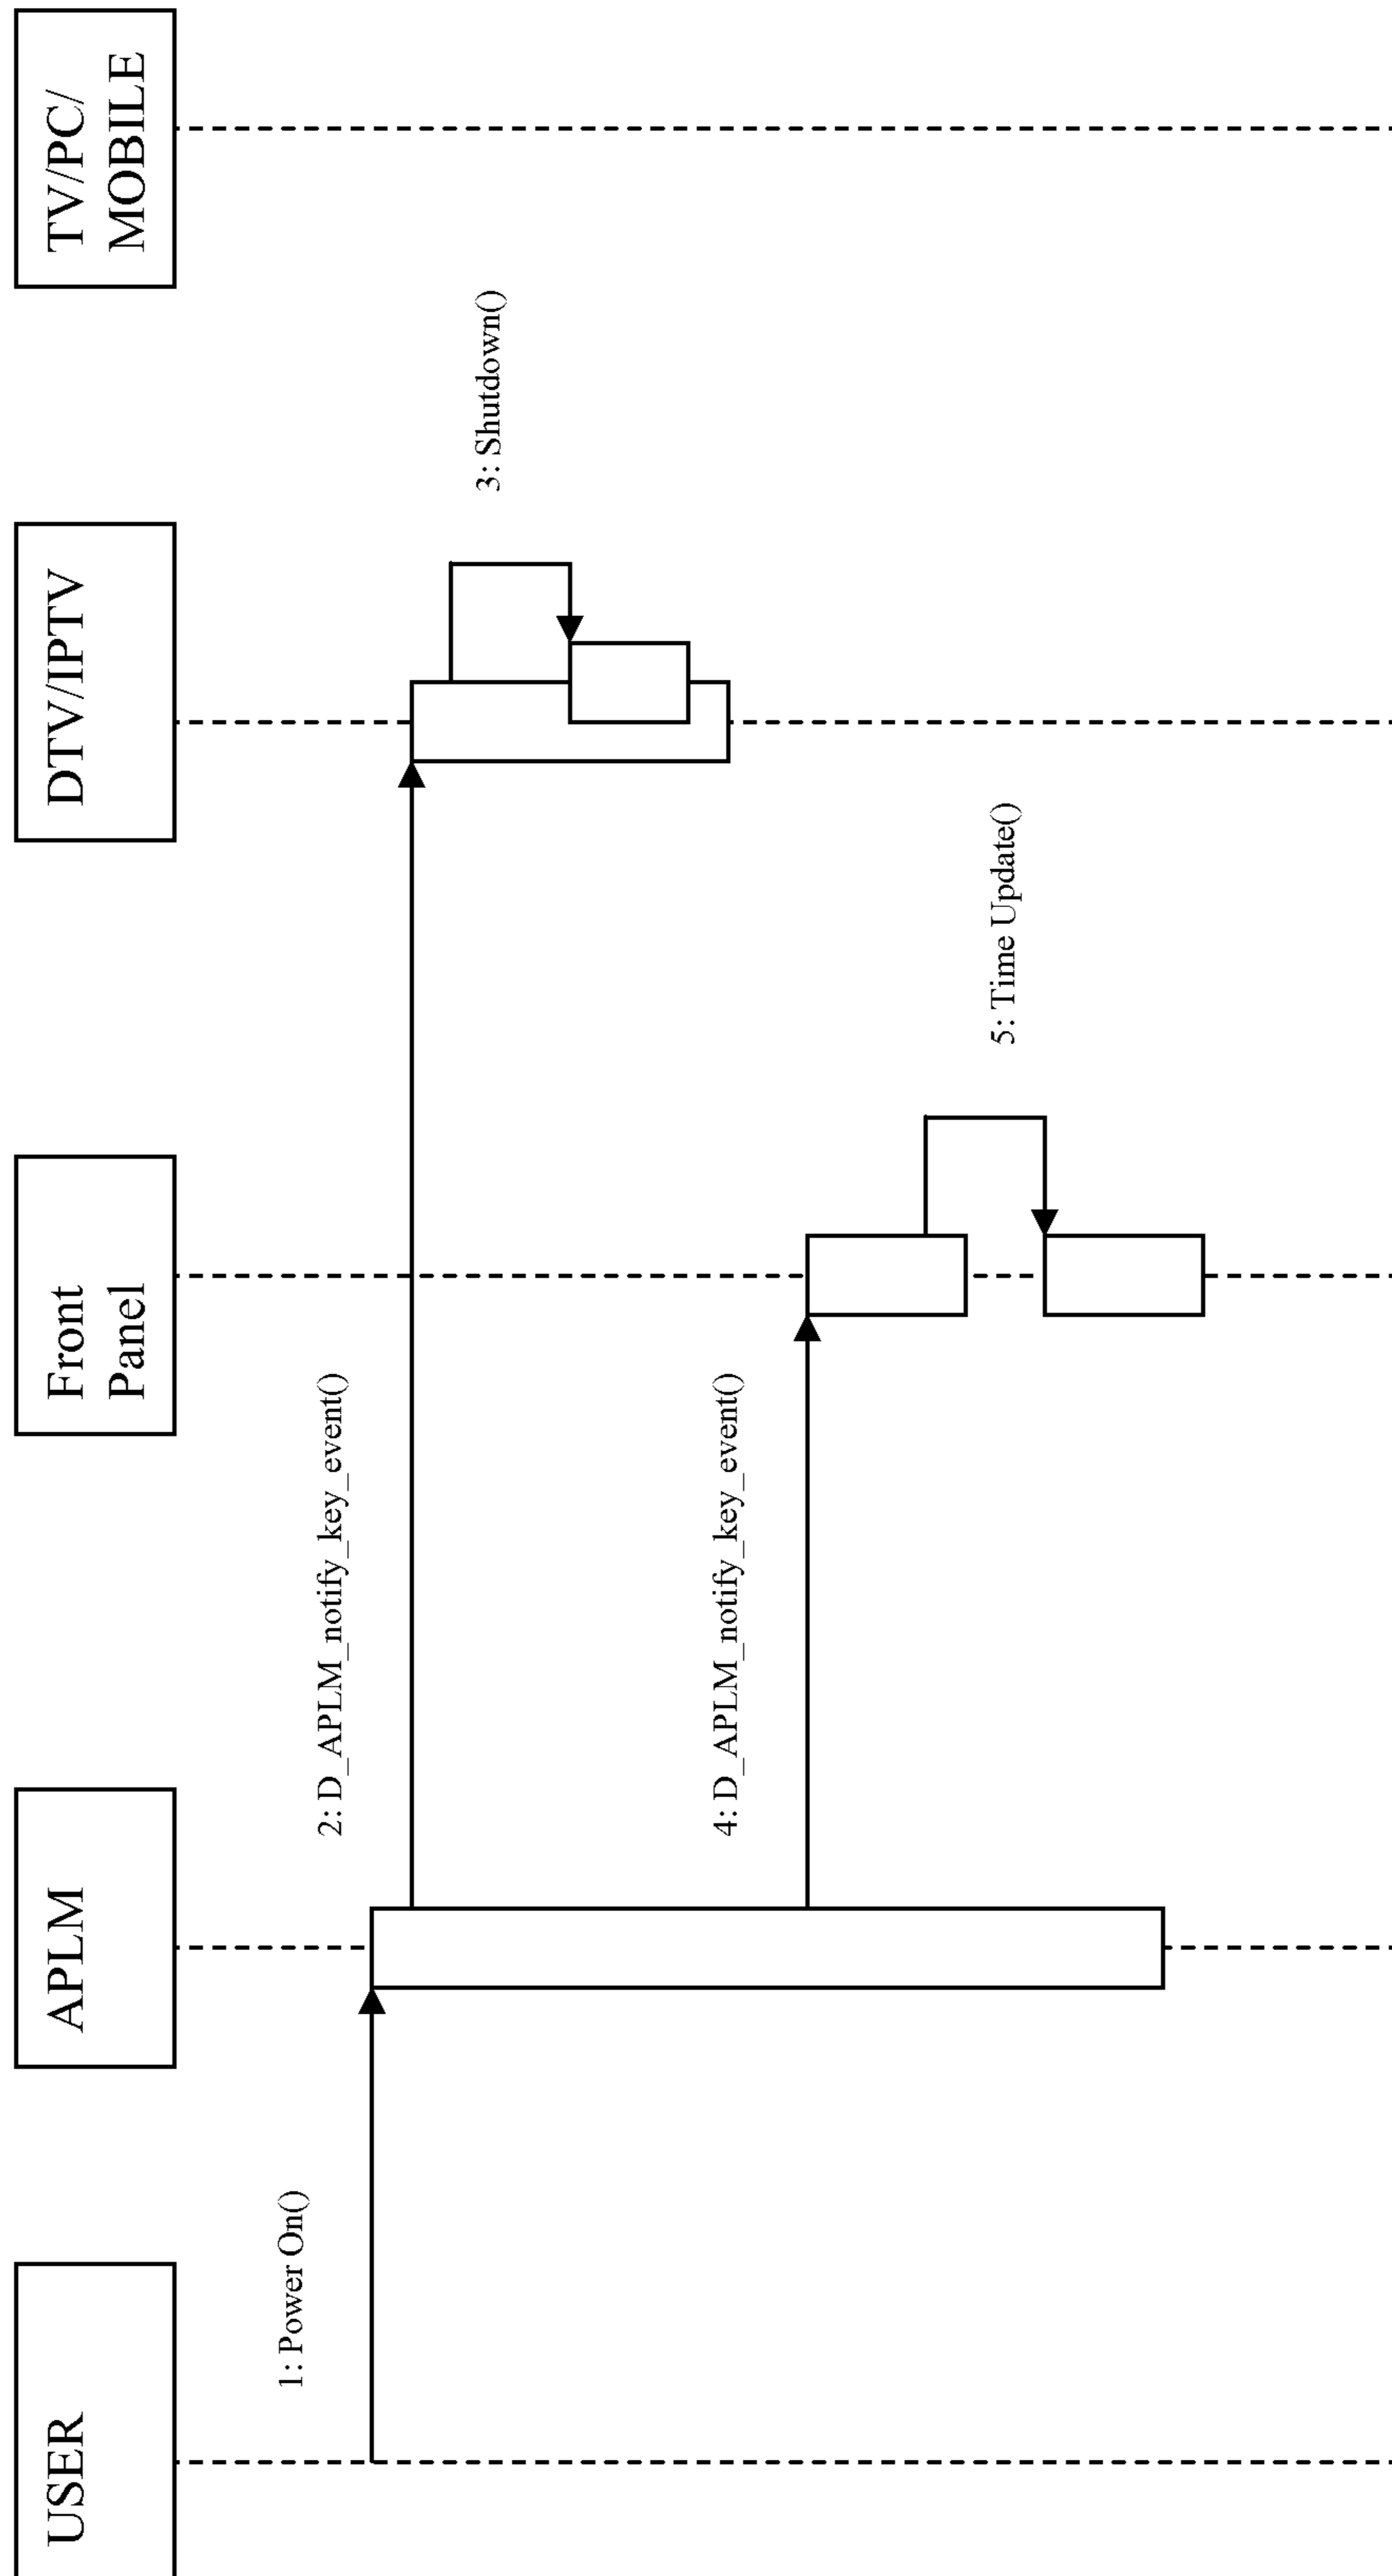 USER
APLM
Front
Panel
DTV/IPTV
TV/PC/
MOBILE
1: Power On()
2: D_APLM_notify_key_event()
3: Shutdown()
4: D_APLM_notify_key_event()
5: Time Update()